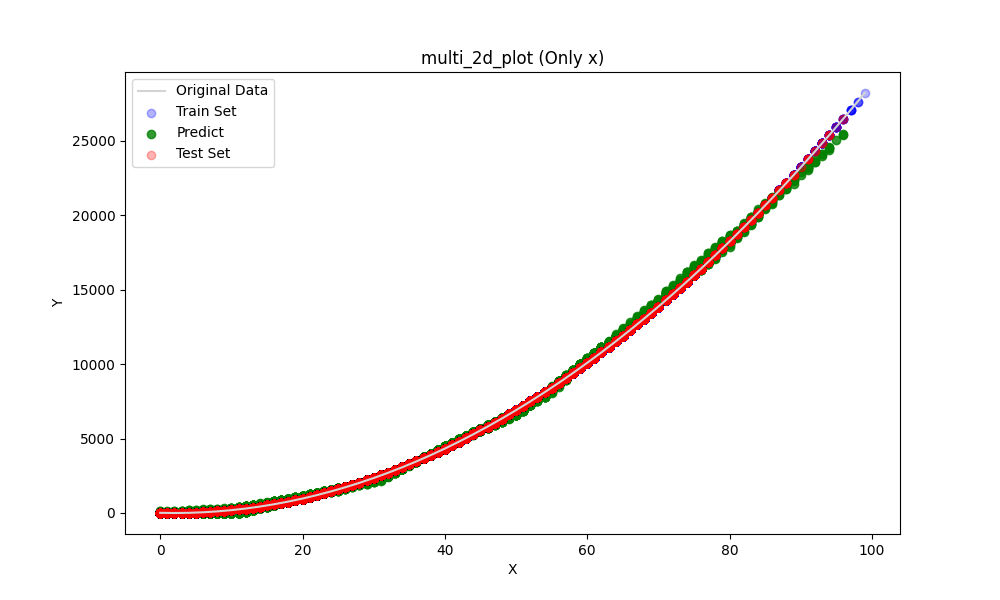 multi_2d_plot (Only x)
Original Data
Train Set
Predict
Test Set
25000
20000
15000
10000
5000
0
Y
0 20 40 60 80 100
X